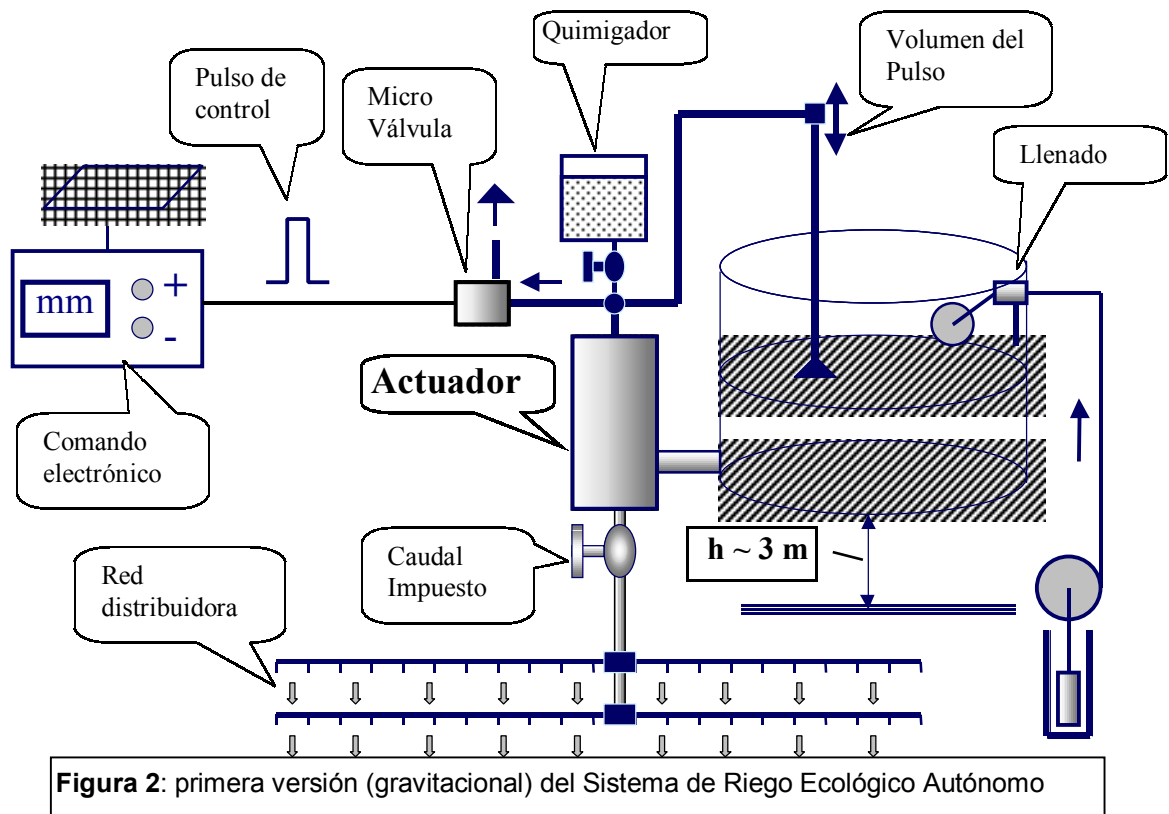 Quimigador
Volumen del
Pulso
Pulso de
control
Micro
Válvula
Llenado
mm
+
-
Actuador
Comando
electrónico
Caudal
Impuesto
h ~ 3 m
Red
distribuidora
Figura 2: primera versión (gravitacional) del Sistema de Riego Ecológico Autónomo